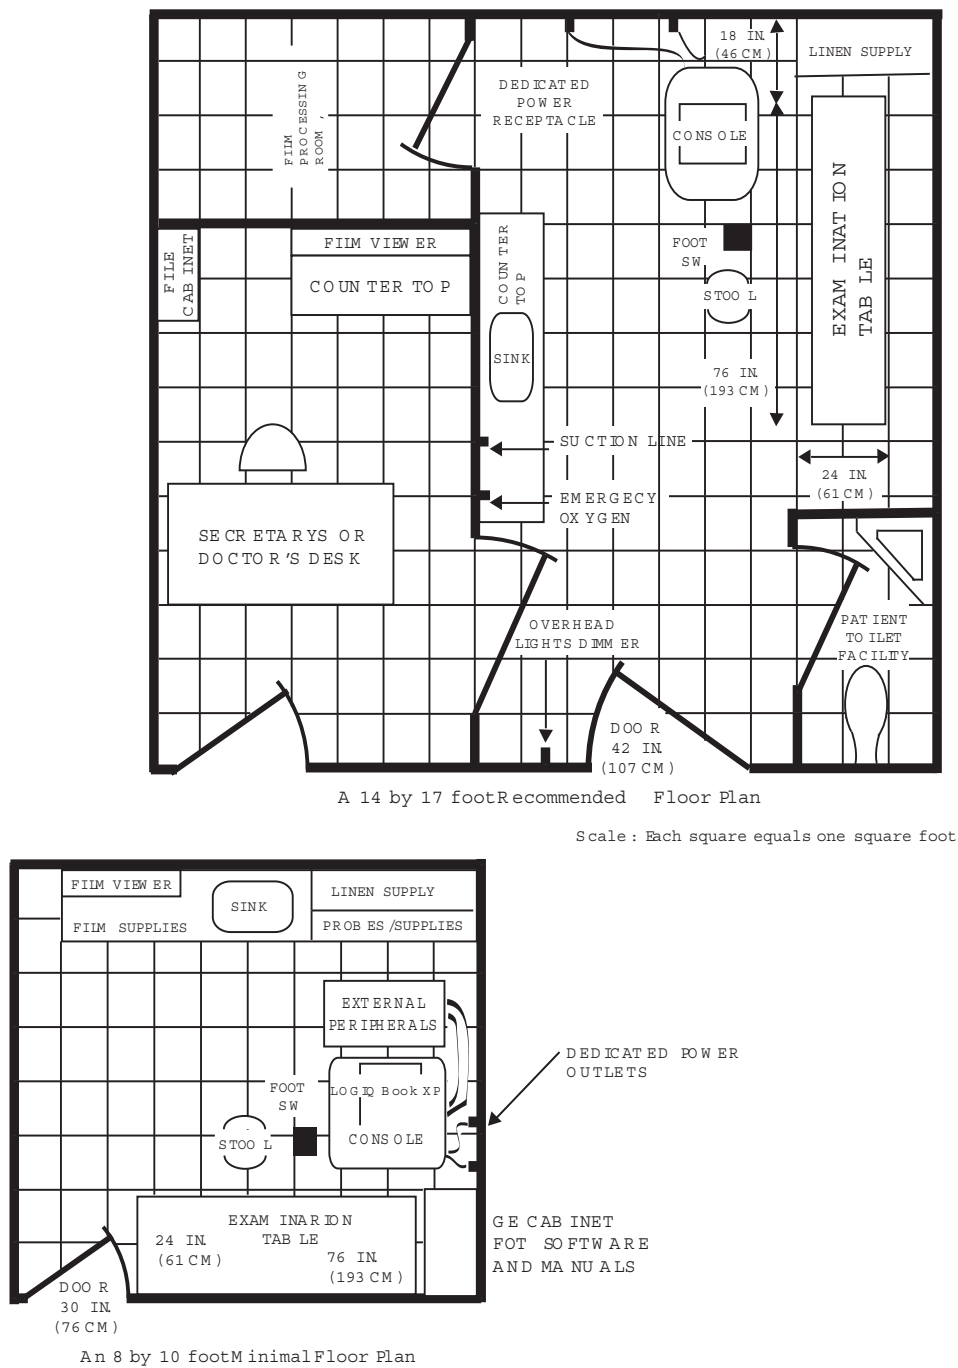 18 IN.
(46 CM)
LINEN SUPPLY
FILM
PROCESSING
ROOM ,
DEDICATED
POWER
RECEPTACLE
CONSOLE
FILE
CABINET
FILM VIEWER
COUNTER TOP
COUNTER
TOP
FOOT
SW.
STOOL
EXAMINATION
TABLE
SINK
76 IN.
(193 CM)
SUCTION LINE
24 IN.
(61 CM)
EMERGECY
OXYGEN
SECRETARYS OR
DOCTOR'S DESK
OVERHEAD
LIGHTS DIMMER
PATIENT
TOILET
FACILITY
DOOR
42 IN.
(107 CM)
A 14 by 17 foot Recommended Floor Plan
Scale : Each square equals one square foot
FILM VIEWER
SINK
LINEN SUPPLY
FILM SUPPLIES
PROBES/SUPPLIES
EXTERNAL
PERIPHERALS
DEDICATED POWER
OUTLETS
FOOT
SW
LOGIQ Book XP
STOOL
CONSOLE
EXAMINARION
TABLE
24 IN.
(61 CM)
76 IN.
(193 CM)
GE CABINET
FOT SOFTWARE
AND MANUALS
DOOR
30 IN.
(76 CM)
An 8 by 10 foot Minimal Floor Plan